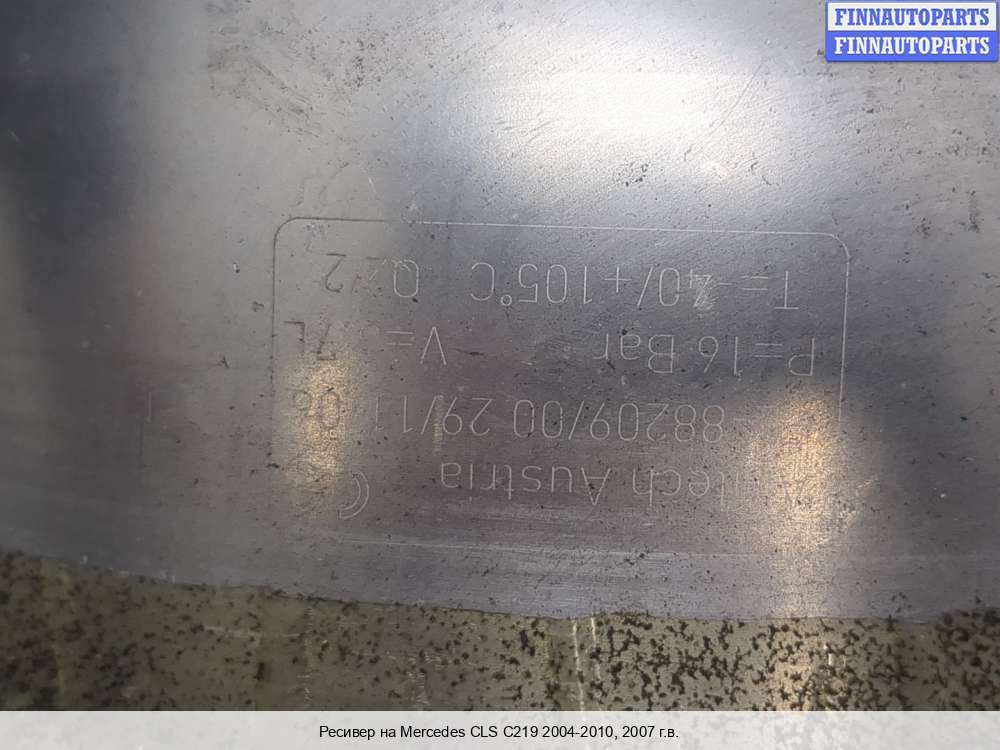 FINNAUTOPARTS
FINNAUTOPARTS
Austria
88209/00 29/11
P=16 Bar V=
T=-40/+105°C
Ресивер на Mercedes CLS C219 2004-2010, 2007 г.в.